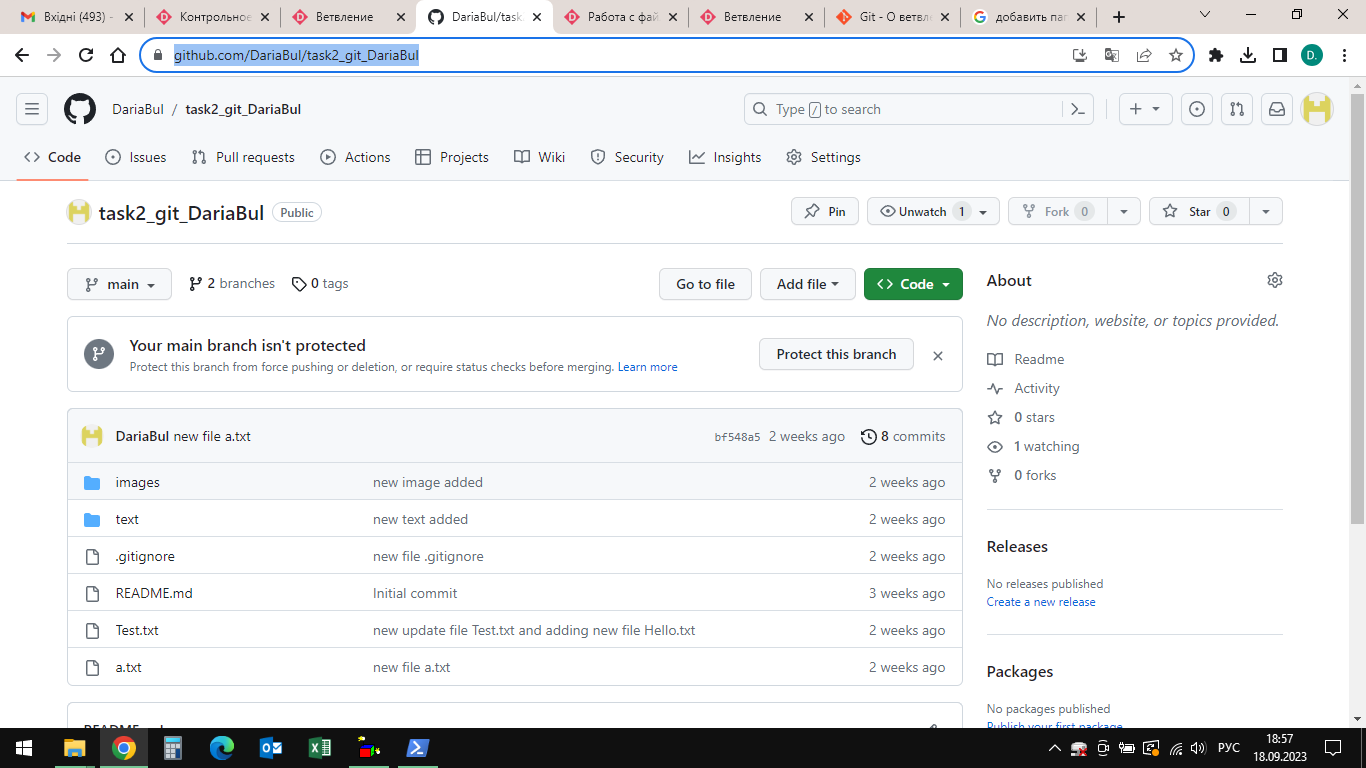 Вхідні (493) -
Контрольное
Ветвление
DariaBul/task
Работа с фай
Ветвление
Git - О ветвле
добавить пап
github.com/DariaBul/task2_git_DariaBul
D.
DariaBul / task2_git_DariaBul
Type / to search
Code
Issues
Pull requests
Actions
Projects
Wiki
Security
Insights
Settings
task2_git_DariaBul
Public
Pin
Unwatch 1
Fork 0
Star 0
main
2 branches
0 tags
Go to file
Add file
Code
Your main branch isn't protected
Protect this branch from force pushing or deletion, or require status checks before merging. Learn more
Protect this branch
DariaBul new file a.txt
bf548a5 2 weeks ago
8 commits
images new image added 2 weeks ago
text new text added 2 weeks ago
.gitignore new file .gitignore 2 weeks ago
README.md Initial commit 3 weeks ago
Test.txt new update file Test.txt and adding new file Hello.txt 2 weeks ago
a.txt new file a.txt 2 weeks ago
About
No description, website, or topics provided.
Readme
Activity
0 stars
1 watching
0 forks
Releases
No releases published
Create a new release
Packages
No packages published
Publish your first package
РУС
18:57
18.09.2023